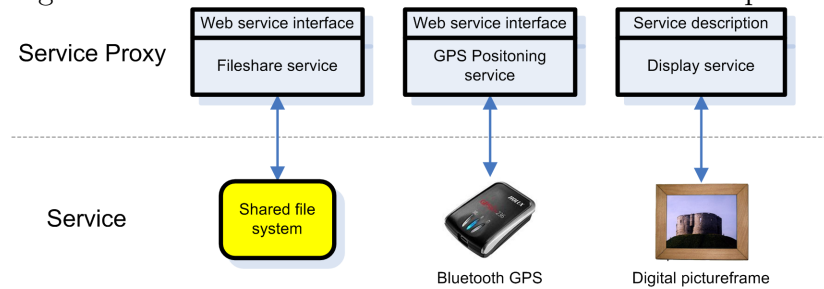 Web service interface
Web service interface
Service description
Service Proxy
Fileshare service
GPS Positoning
service
Display service
Service
Shared file
system
Bluetooth GPS
Digital pictureframe